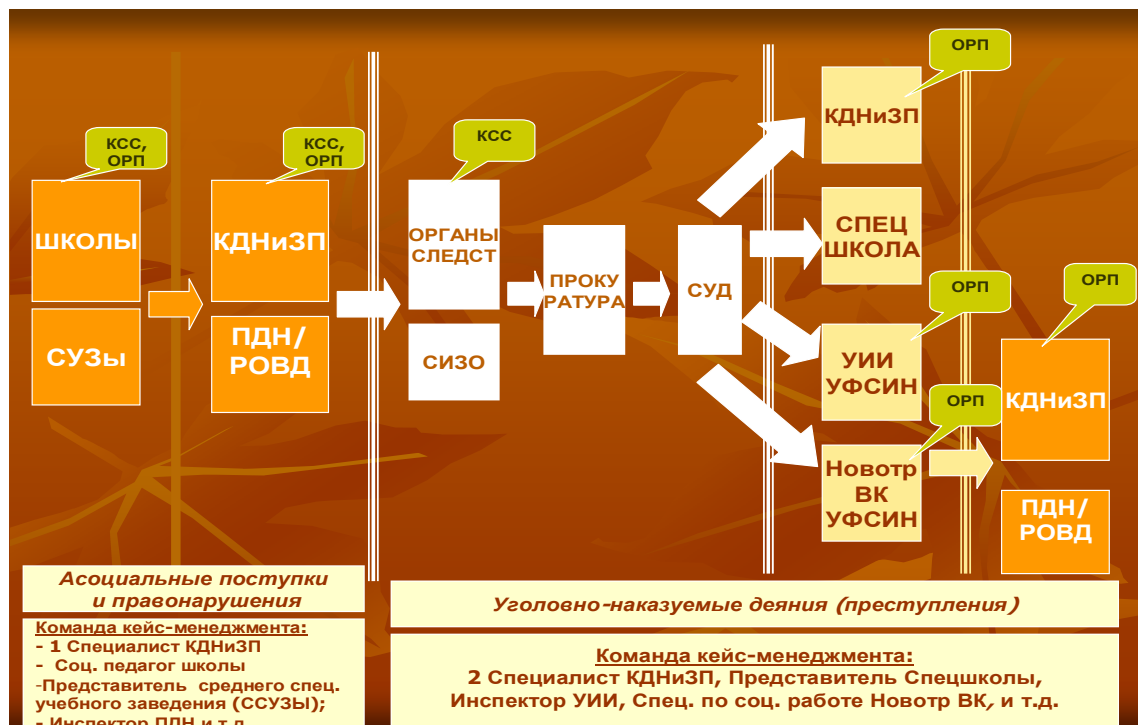 КСС,
ОРП
ШКОЛЫ
СУЗы
КСС,
ОРП
КДНиЗП
ПДН/
РОВД
КСС
ОРГАНЫ
СЛЕДСТ
СИЗО
ПРОКУ
РАТУРА
СУД
ОРП
КДНиЗП
СПЕЦ
ШКОЛА
ОРП
УИИ
УФСИН
ОРП
Новотр
ВК
УФСИН
ОРП
КДНиЗП
ПДН/
РОВД
Асоциальные поступки
и правонарушения
Команда кейс-менеджмента:
- 1 Специалист КДНиЗП
- Соц. педагог школы
-Представитель среднего спец.
учебного заведения (ССУЗЫ);
- Инспектор ПДН и т.д.
Уголовно-наказуемые деяния (преступления)
Команда кейс-менеджмента:
2 Специалист КДНиЗП, Представитель Спецшколы,
Инспектор УИИ, Спец. по соц. работе Новотр ВК, и т.д.